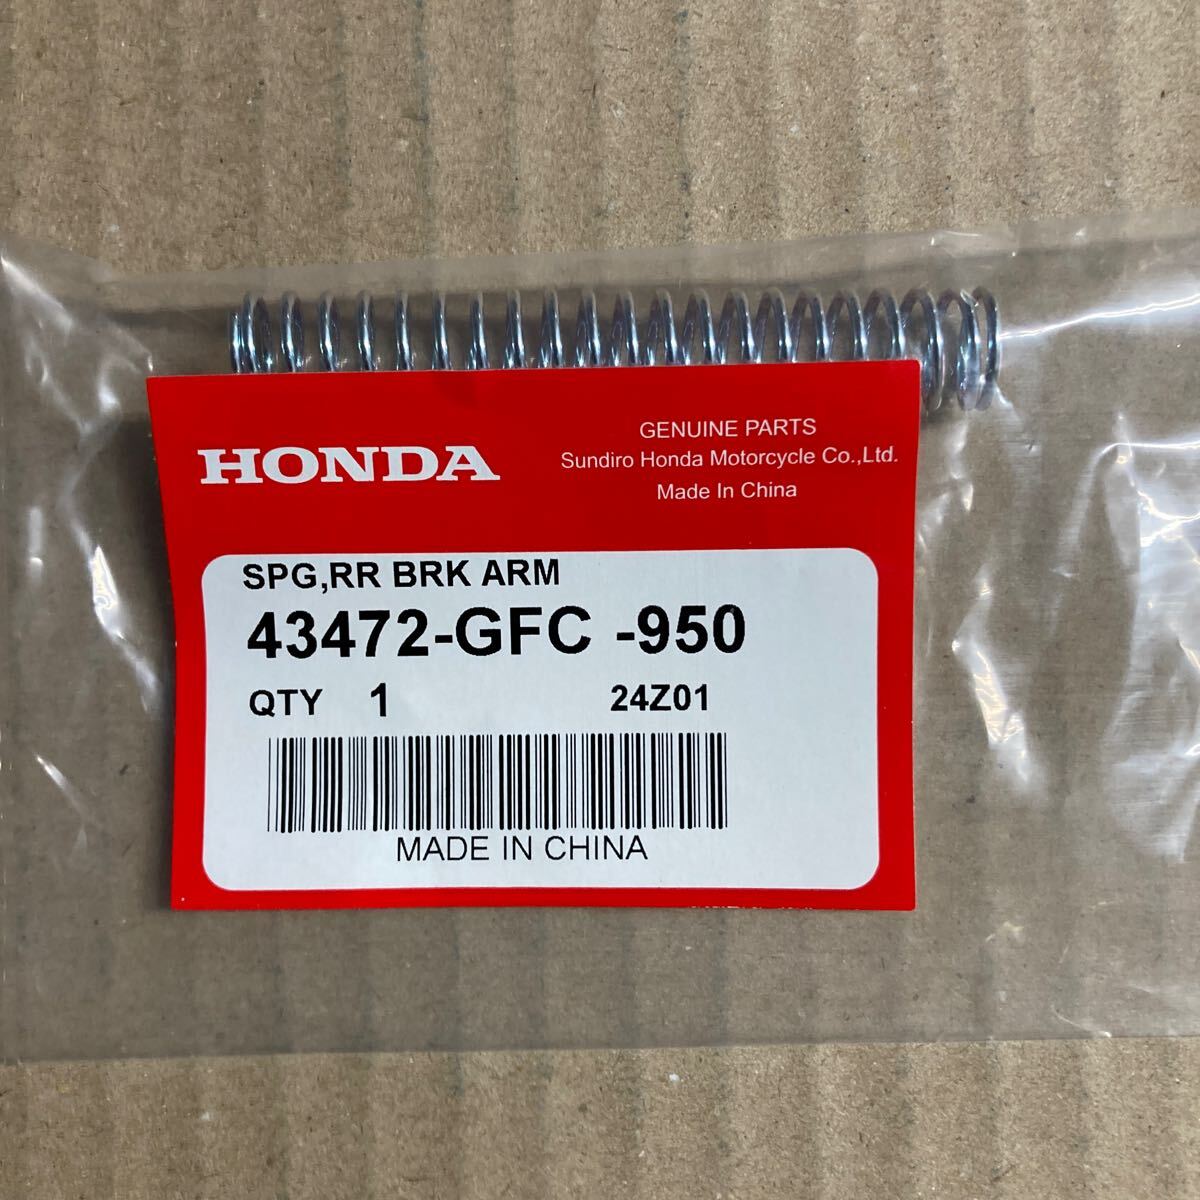 HONDA
GENUINE PARTS
Sundiro Honda Motorcycle Co.,Ltd.
Made In China
SPG,RR BRK ARM
43472-GFC -950
QTY 1 24Z01
MADE IN CHINA